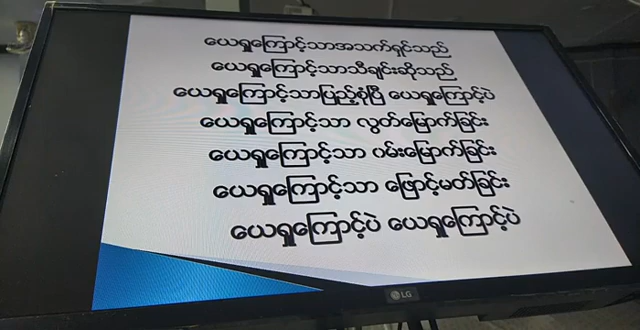 ယေရှုကြောင့်သာအသက်ရှင်သည်
ယေရှုကြောင့်သာသီချင်းဆိုသည်
ယေရှုကြောင့်သာပြည့်စုံပြီ ယေရှုကြောင့်ပဲ
ယေရှုကြောင့်သာ လွတ်မြောက်ခြင်း
ယေရှုကြောင့်သာ ဝမ်းမြောက်ခြင်း
ယေရှုကြောင့်သာ ဖြောင့်မတ်ခြင်း
ယေရှုကြောင့်ပဲ ယေရှုကြောင့်ပဲ
LG